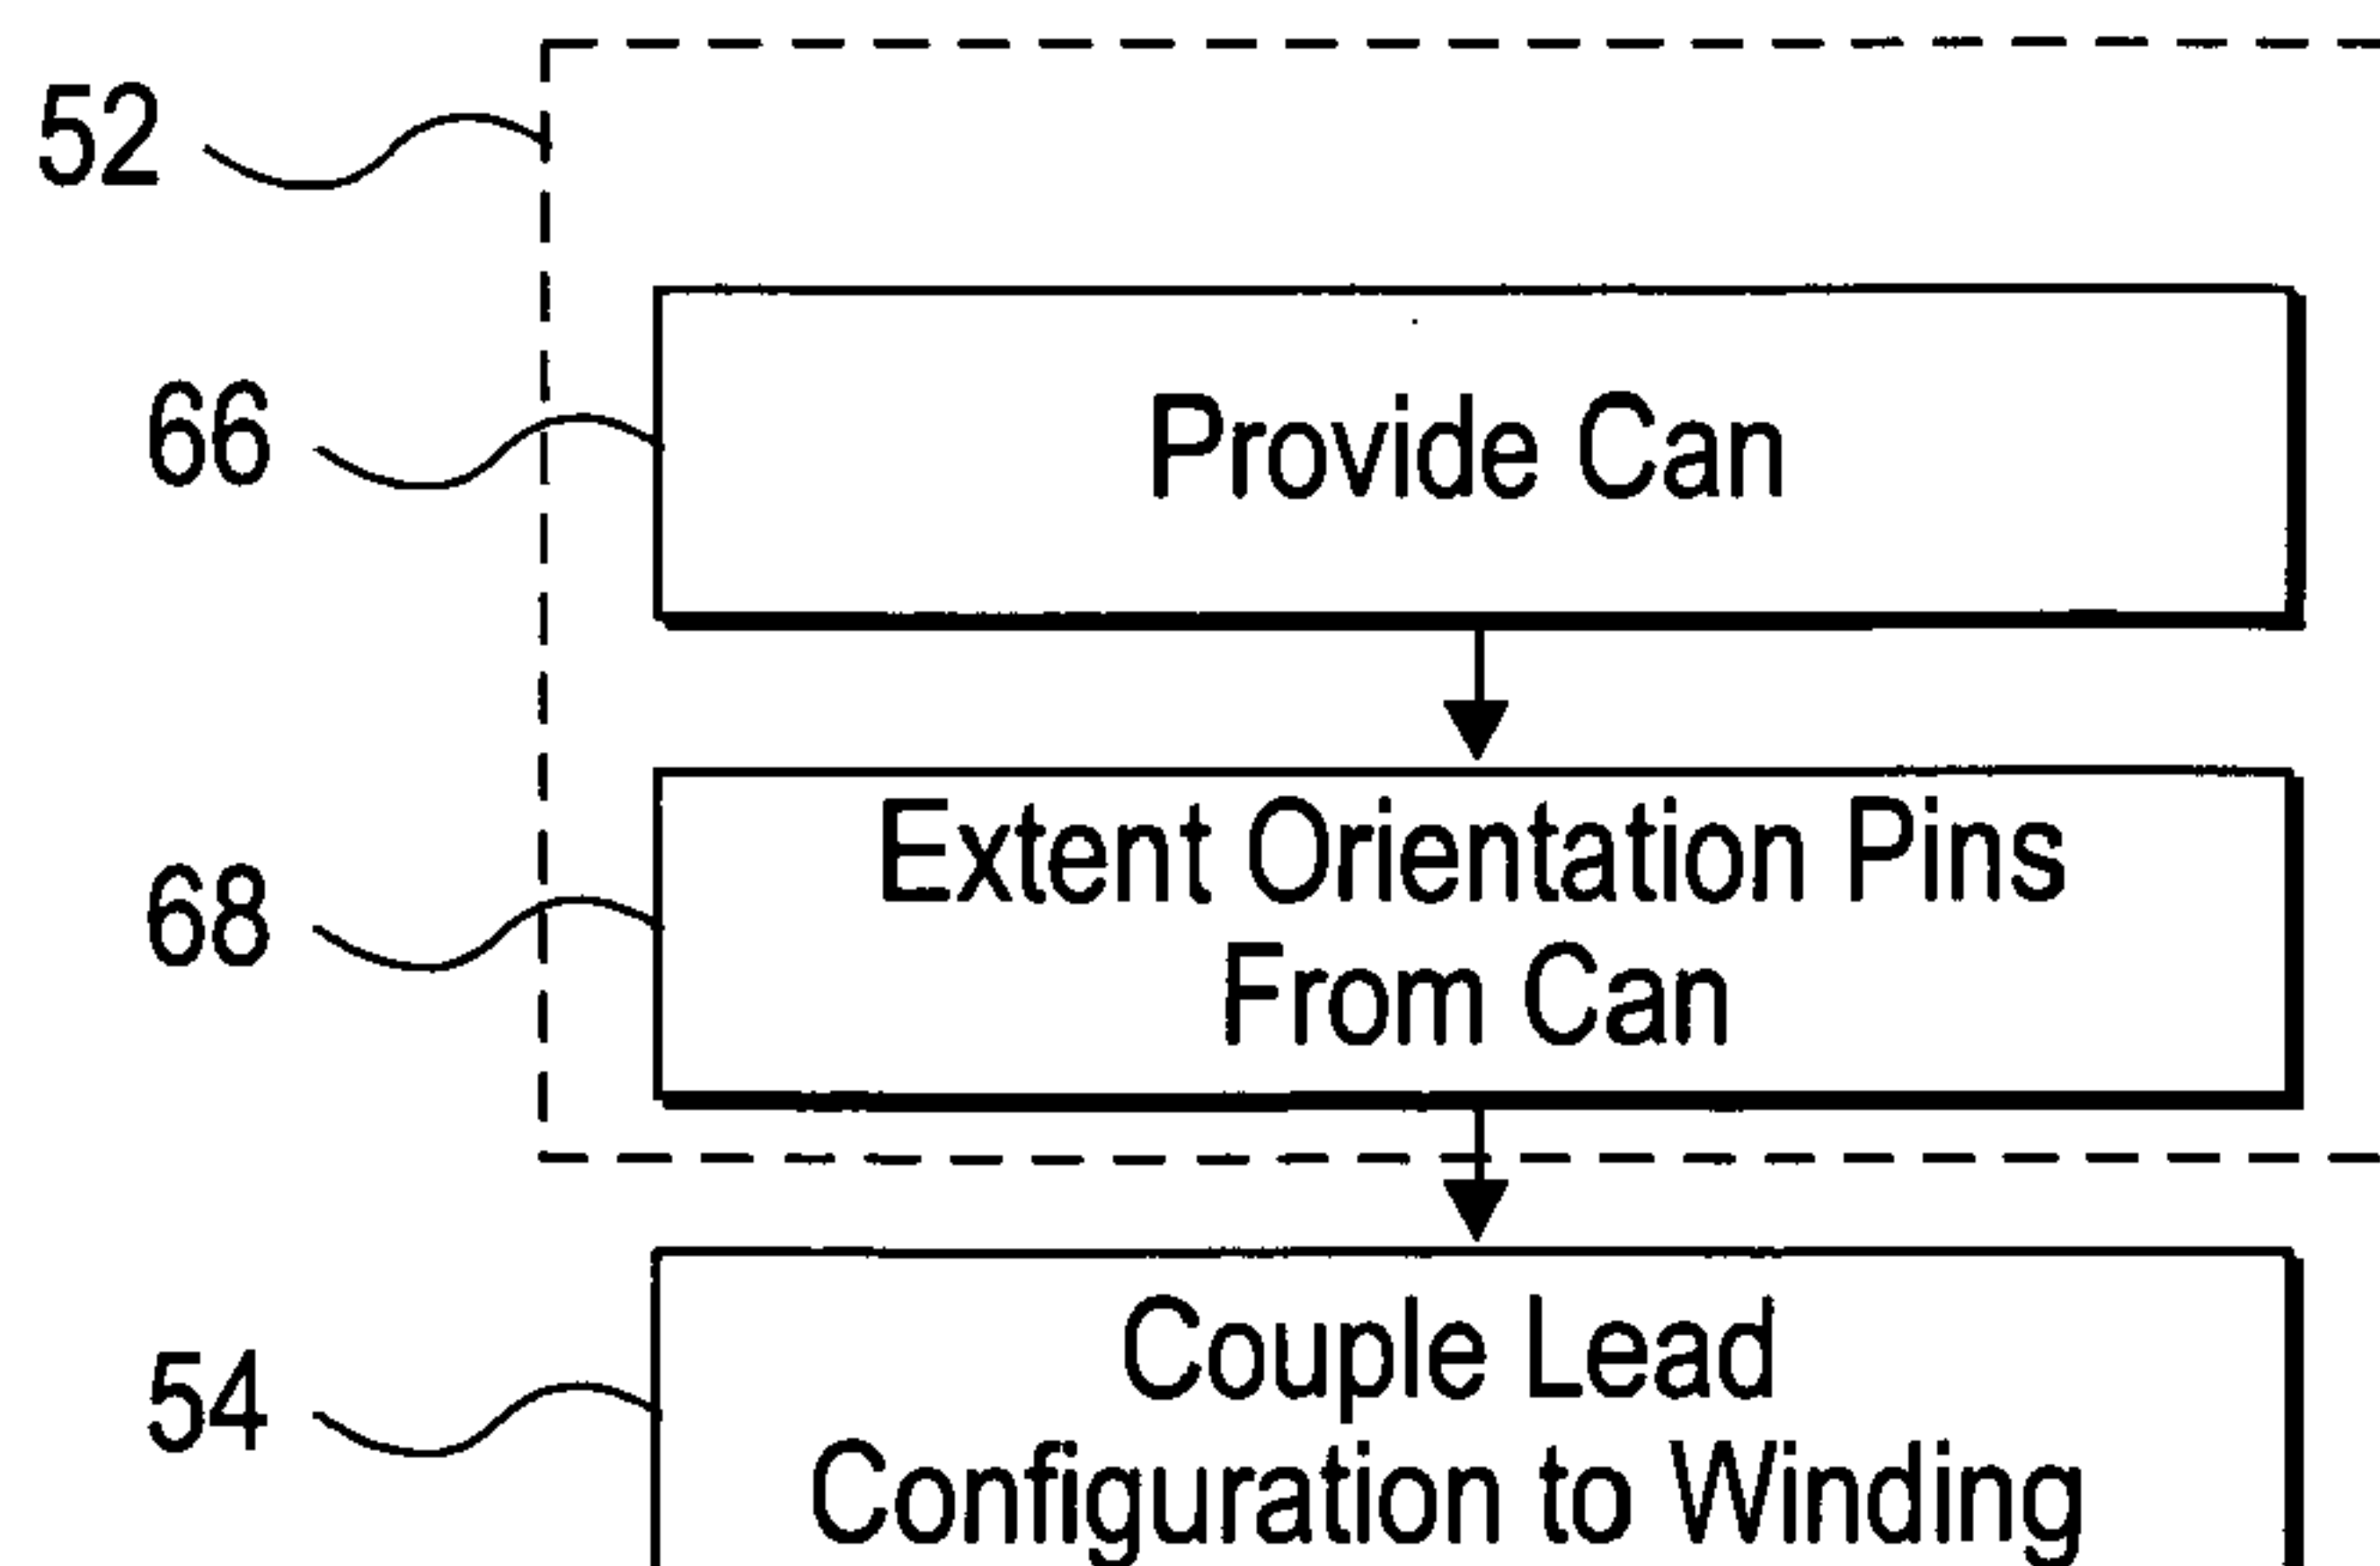 52
66
Provide Can
68
Extent Orientation Pins
From Can
54
Couple Lead
Configuration to Winding